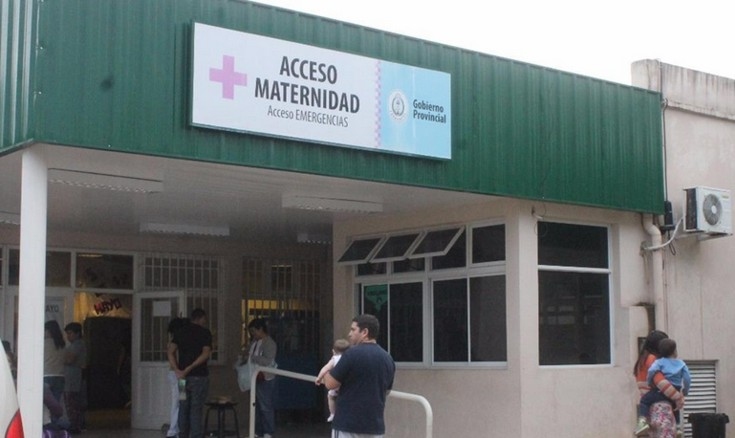 ACCESO
MATERNIDAD
Acceso EMERGENCIAS
Gobierno
Provincial